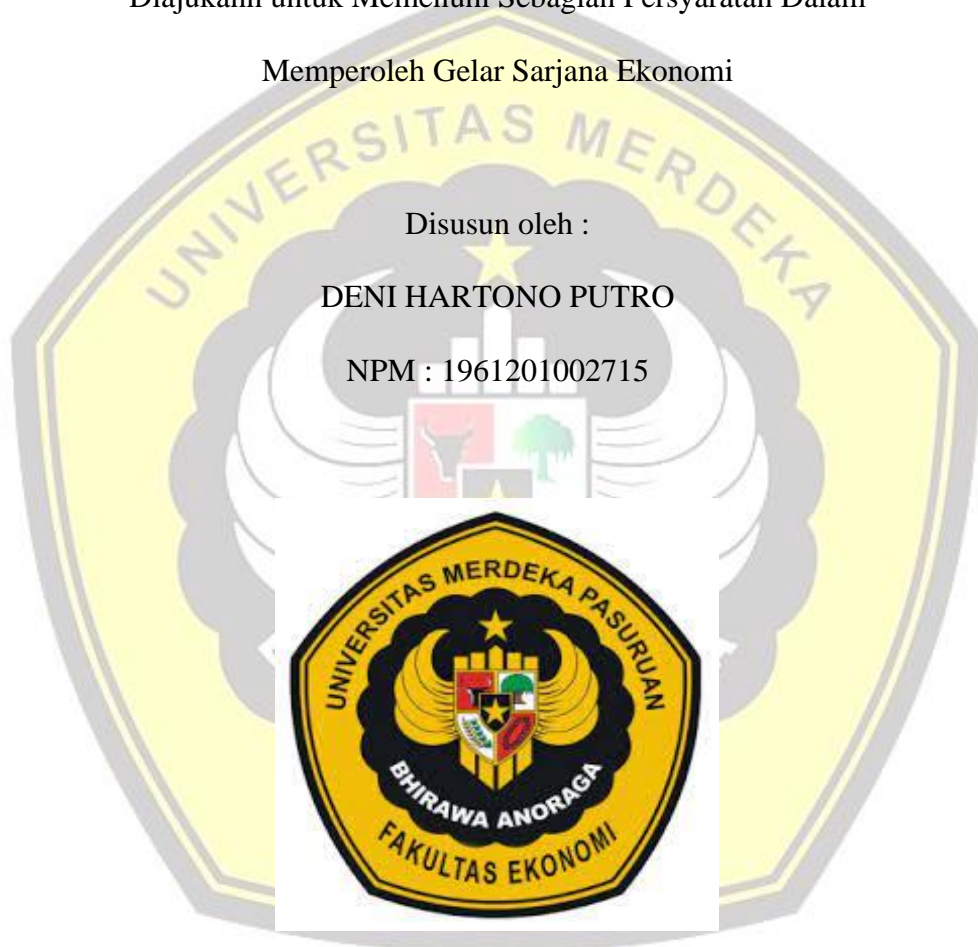 Diajukann untuk Memenuhi Sebagian Persyaratan Dalam
Memperoleh Gelar Sarjana Ekonomi
UNIVERSITAS MERDEKA
Disusun oleh :
DENI HARTONO PUTRO
NPM : 1961201002715
UNIVERSITAS MERDEKA PASURUAN
BHIRAWA ANORAGA
FAKULTAS EKONOMI